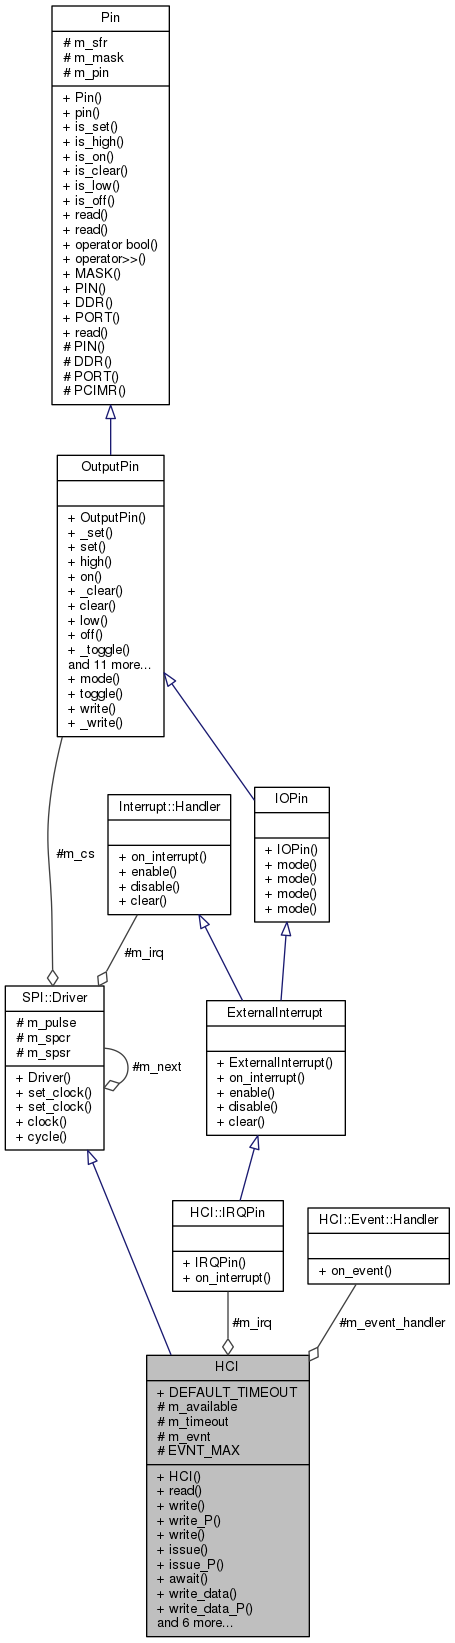 Pin
# m_sfr
# m_mask
# m_pin
+ Pin()
+ pin()
+ is_set()
+ is_high()
+ is_on()
+ is_clear()
+ is_low()
+ is_off()
+ read()
+ read()
+ operator bool()
+ operator>>()
+ MASK()
+ PIN()
+ DDR()
+ PORT()
+ read()
# PIN()
# DDR()
# PORT()
# PCIMR()
OutputPin
+ OutputPin()
+ _set()
+ set()
+ high()
+ on()
+ _clear()
+ clear()
+ low()
+ off()
+ _toggle()
and 11 more...
+ mode()
+ toggle()
+ write()
+ _write()
IOPin
+ IOPin()
+ mode()
+ mode()
+ mode()
+ mode()
Interrupt::Handler
+ on_interrupt()
+ enable()
+ disable()
+ clear()
#m_cs
#m_irq
SPI::Driver
# m_pulse
# m_spcr
# m_spsr
+ Driver()
+ set_clock()
+ set_clock()
+ clock()
+ cycle()
#m_next
ExternalInterrupt
+ ExternalInterrupt()
+ on_interrupt()
+ enable()
+ disable()
+ clear()
HCI::IRQPin
+ IRQPin()
+ on_interrupt()
HCI::Event::Handler
+ on_event()
#m_irq
#m_event_handler
HCI
+ DEFAULT_TIMEOUT
# m_available
# m_timeout
# m_evnt
# EVNT_MAX
+ HCI()
+ read()
+ write()
+ write_P()
+ write()
+ issue()
+ issue_P()
+ await()
+ write_data()
+ write_data_P()
and 6 more...